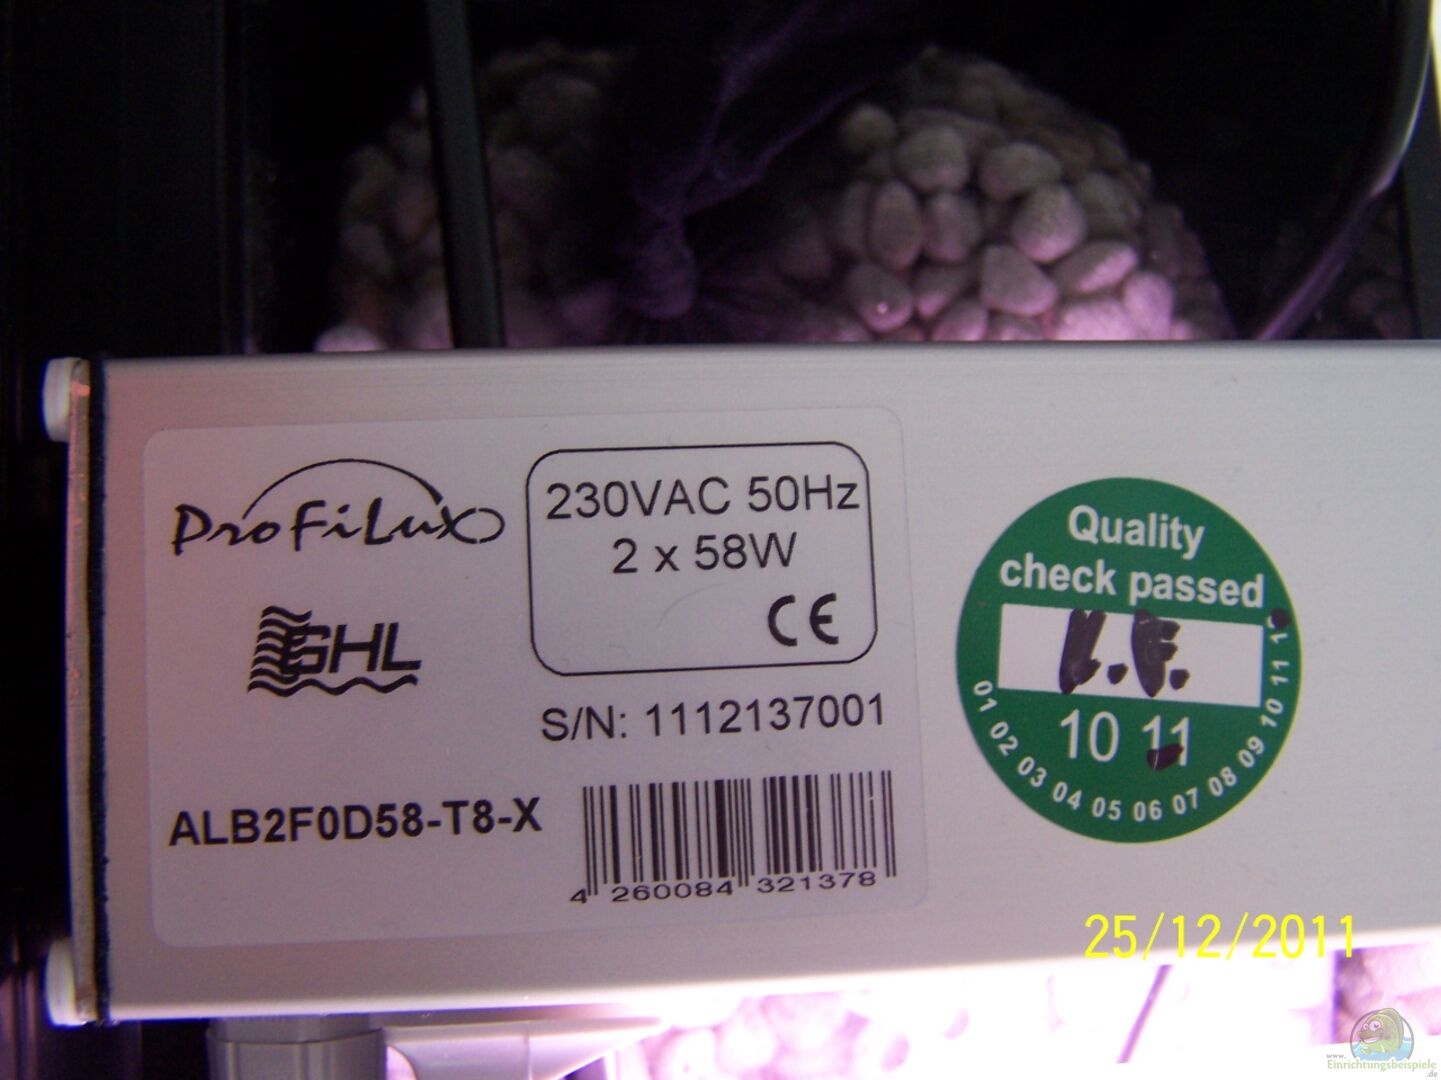 ProFiLux
230VAC 50Hz
2 x 58W
CE
GHL
S/N: 1112137001
ALB2F0D58-T8-X
4 260084 321378
Quality
check passed
10 11
01 02 03 04 05 06 07 08 09 10 11
25/12/2011
www.
Einrichtungsbeispiele
.de